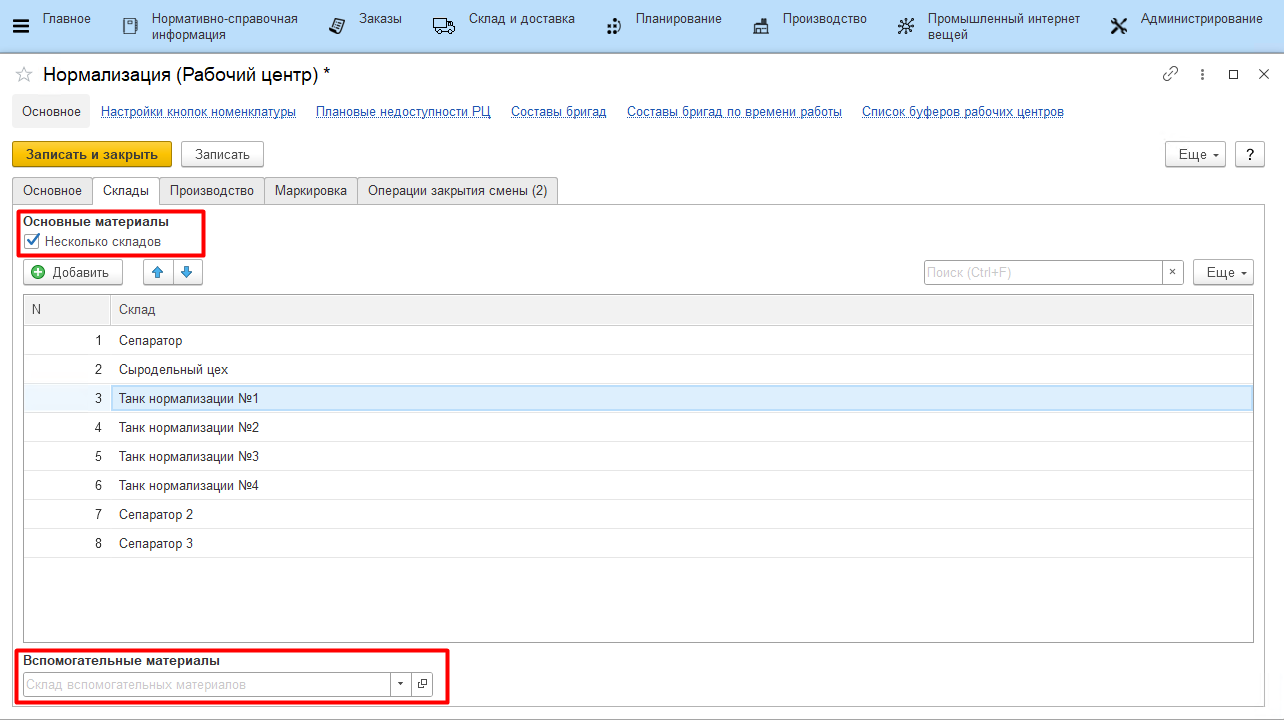 Главное
Нормативно-справочная
информация
Заказы
Склад и доставка
Планирование
Производство
Промышленный интернет
вещей
Администрирование
Нормализация (Рабочий центр) *
Основное
Настройки кнопок номенклатуры
Плановые недоступности РЦ
Составы бригад
Составы бригад по времени работы
Список буферов рабочих центров
Записать и закрыть
Записать
Еще
?
Основное
Склады
Производство
Маркировка
Операции закрытия смены (2)
Основные материалы
Несколько складов
Добавить
Поиск (Ctrl+F)
×
Еще
N
Склад
1 Сепаратор
2 Сыродельный цех
3 Танк нормализации №1
4 Танк нормализации №2
5 Танк нормализации №3
6 Танк нормализации №4
7 Сепаратор 2
8 Сепаратор 3
Вспомогательные материалы
Склад вспомогательных материалов